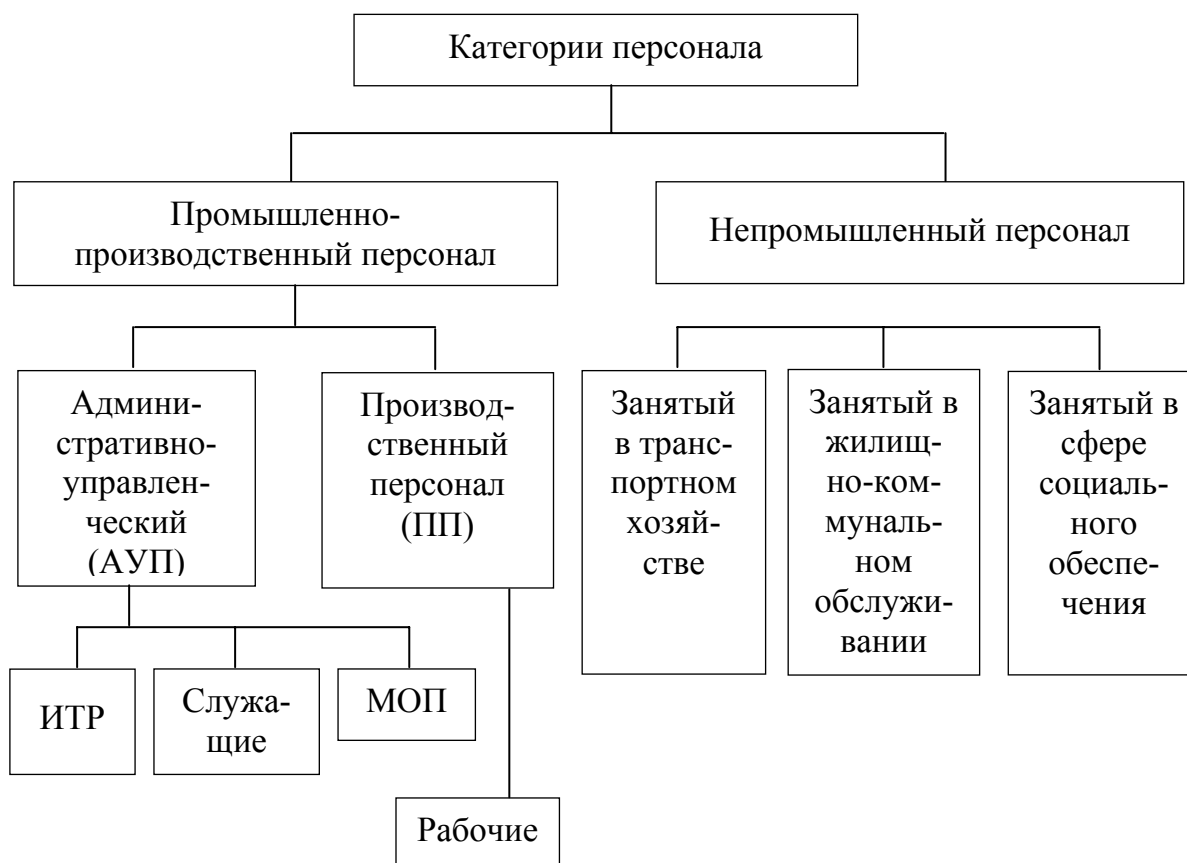 Категории персонала
Промышленно-
производственный персонал
Непромышленный персонал
Админи-
стративно-
управлен-
ческий
(АУП)
Производ-
ственный
персонал
(ПП)
Занятый
в транс-
портном
хозяй-
стве
Занятый в
жилищ-
но-ком-
муналь-
ном
обслужи-
вании
Занятый в
сфере
социаль-
ного
обеспе-
чения
ИТР
Служа-
щие
МОП
Рабочие